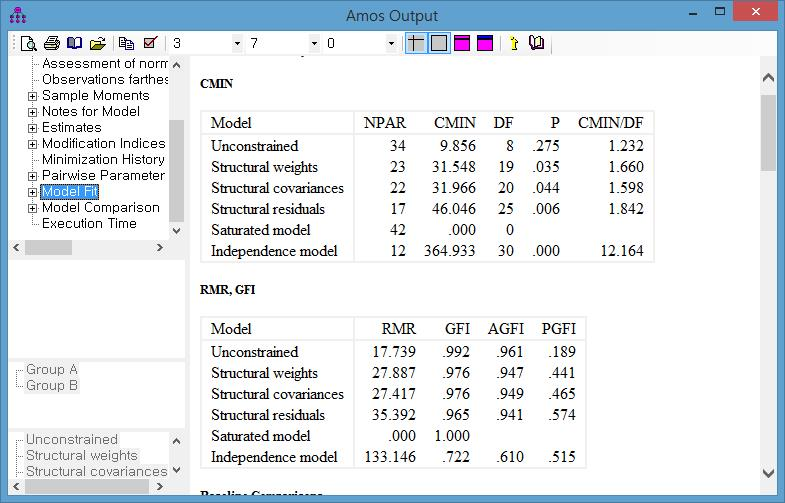 Amos Output
3 7 0
Assessment of norm
Observations farthes
Sample Moments
Notes for Model
Estimates
Modification Indices
Minimization History
Pairwise Parameter
Model Fit
Model Comparison
Execution Time
Group A
Group B
Unconstrained
Structural weights
Structural covariances
CMIN
Model NPAR CMIN DF P CMIN/DF
Unconstrained 34 9.856 8 .275 1.232
Structural weights 23 31.548 19 .035 1.660
Structural covariances 22 31.966 20 .044 1.598
Structural residuals 17 46.046 25 .006 1.842
Saturated model 42 .000 0
Independence model 12 364.933 30 .000 12.164
RMR, GFI
Model RMR GFI AGFI PGFI
Unconstrained 17.739 .992 .961 .189
Structural weights 27.887 .976 .947 .441
Structural covariances 27.417 .976 .949 .465
Structural residuals 35.392 .965 .941 .574
Saturated model .000 1.000
Independence model 133.146 .722 .610 .515
Baseline Comparisons